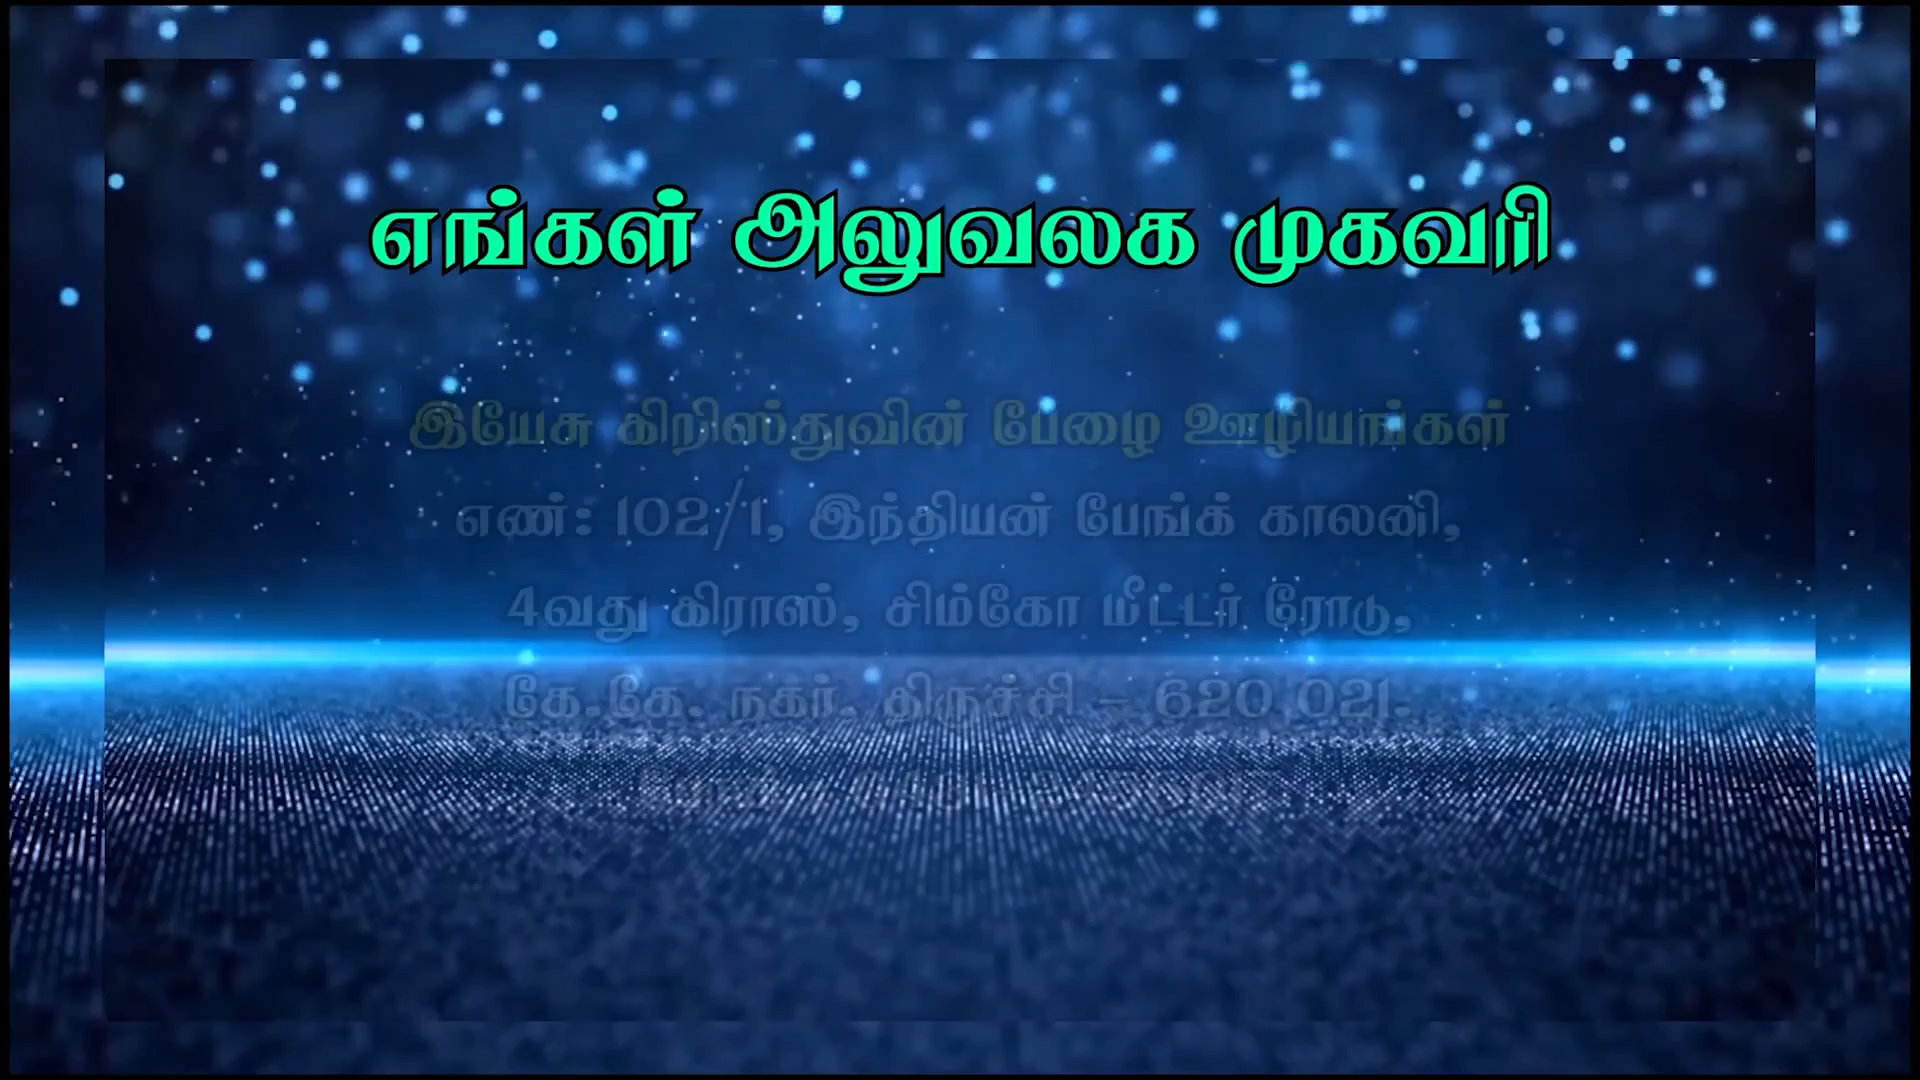 எங்கள் அலுவலக முகவரி
இயேசு கிறிஸ்துவின் பேழை ஊழியங்கள்
எண்: 102/1, இந்தியன் பேங்க் காலனி,
4வது கிராஸ், சிம்கோ மீட்டர் ரோடு,
கே.கே. நகர், திருச்சி - 620 021.